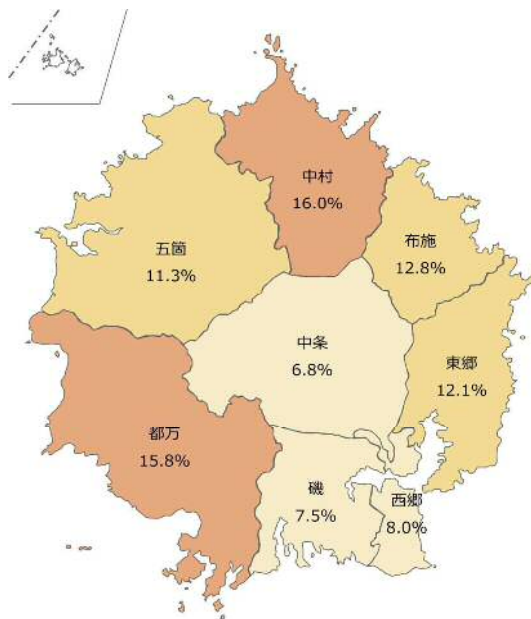 中村
16.0%
布施
12.8%
五箇
11.3%
中条
6.8%
東郷
12.1%
都万
15.8%
磯
7.5%
西郷
8.0%